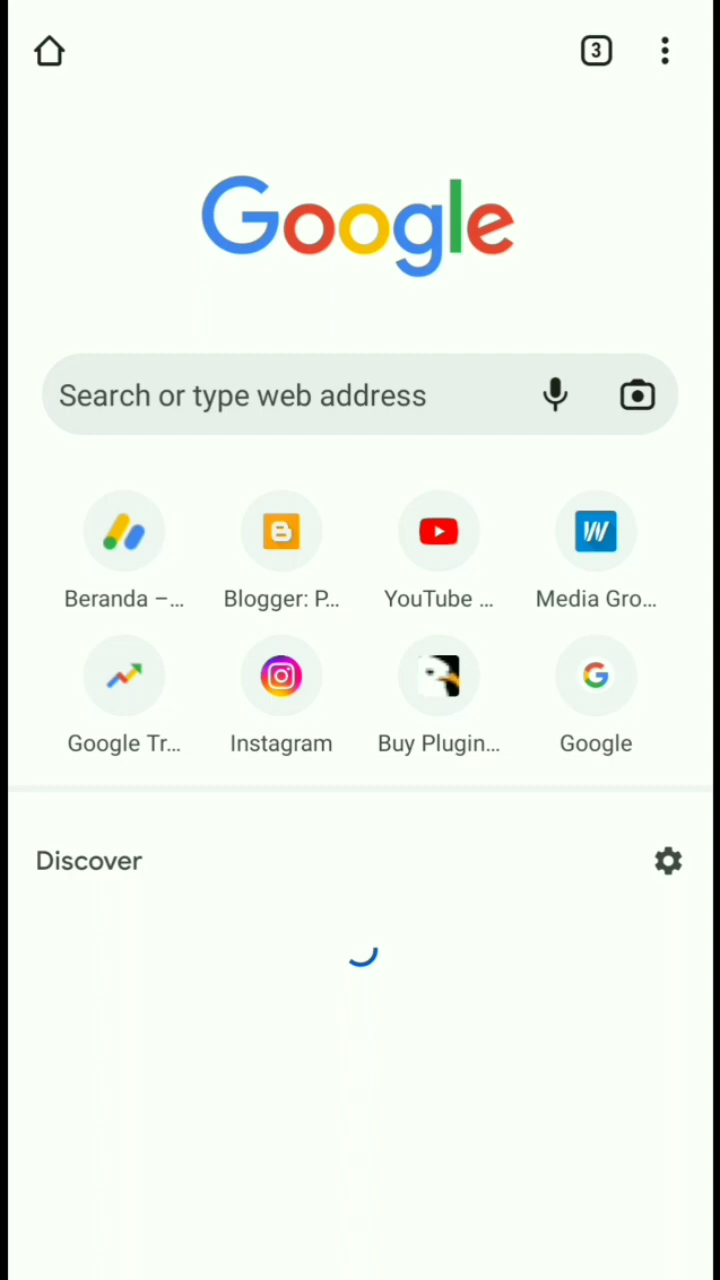 3
Google
Search or type web address
Beranda –... Blogger: P... YouTube ... Media Gro...
Google Tr... Instagram Buy Plugin... Google
Discover